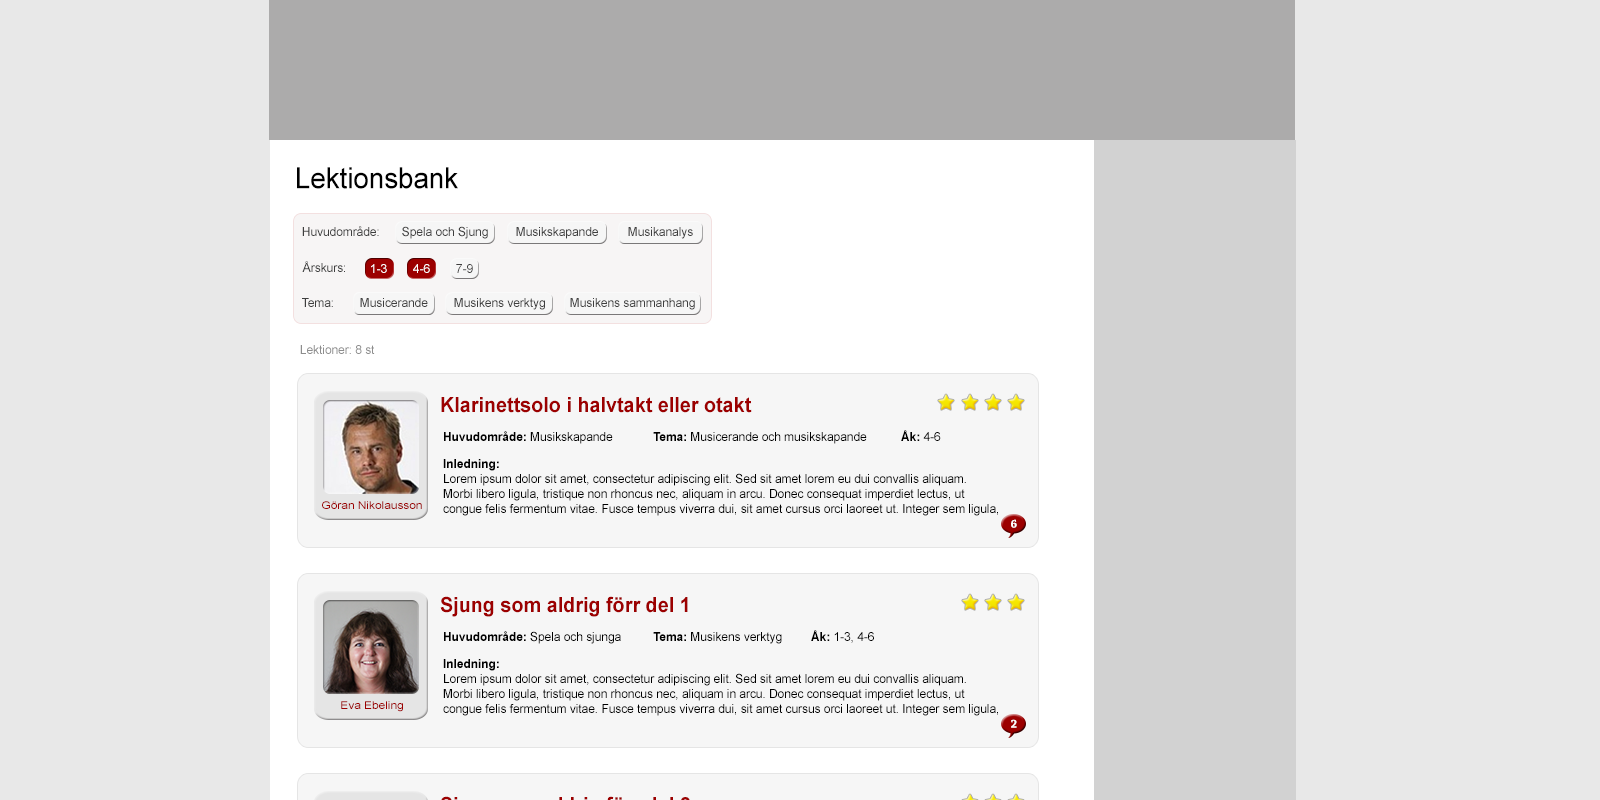 Lektionsbank
Huvudområde: Spela och Sjung Musikskapande Musikanalys
Årskurs: 1-3 4-6 7-9
Tema: Musicerande Musikens verktyg Musikens sammanhang
Lektioner: 8 st
Klarinettsolo i halvtakt eller otakt
Huvudområde: Musikskapande Tema: Musicerande och musikskapande Åk: 4-6
Inledning:
Lorem ipsum dolor sit amet, consectetur adipiscing elit. Sed sit amet lorem eu dui convallis aliquam.
Morbi libero ligula, tristique non rhoncus nec, aliquam in arcu. Donec consequat imperdiet lectus, ut
congue felis fermentum vitae. Fusce tempus viverra dui, sit amet cursus orci laoreet ut. Integer sem ligula,
Göran Nikolausson
6
Sjung som aldrig förr del 1
Huvudområde: Spela och sjunga Tema: Musikens verktyg Åk: 1-3, 4-6
Inledning:
Lorem ipsum dolor sit amet, consectetur adipiscing elit. Sed sit amet lorem eu dui convallis aliquam.
Morbi libero ligula, tristique non rhoncus nec, aliquam in arcu. Donec consequat imperdiet lectus, ut
congue felis fermentum vitae. Fusce tempus viverra dui, sit amet cursus orci laoreet ut. Integer sem ligula,
Eva Ebeling
2